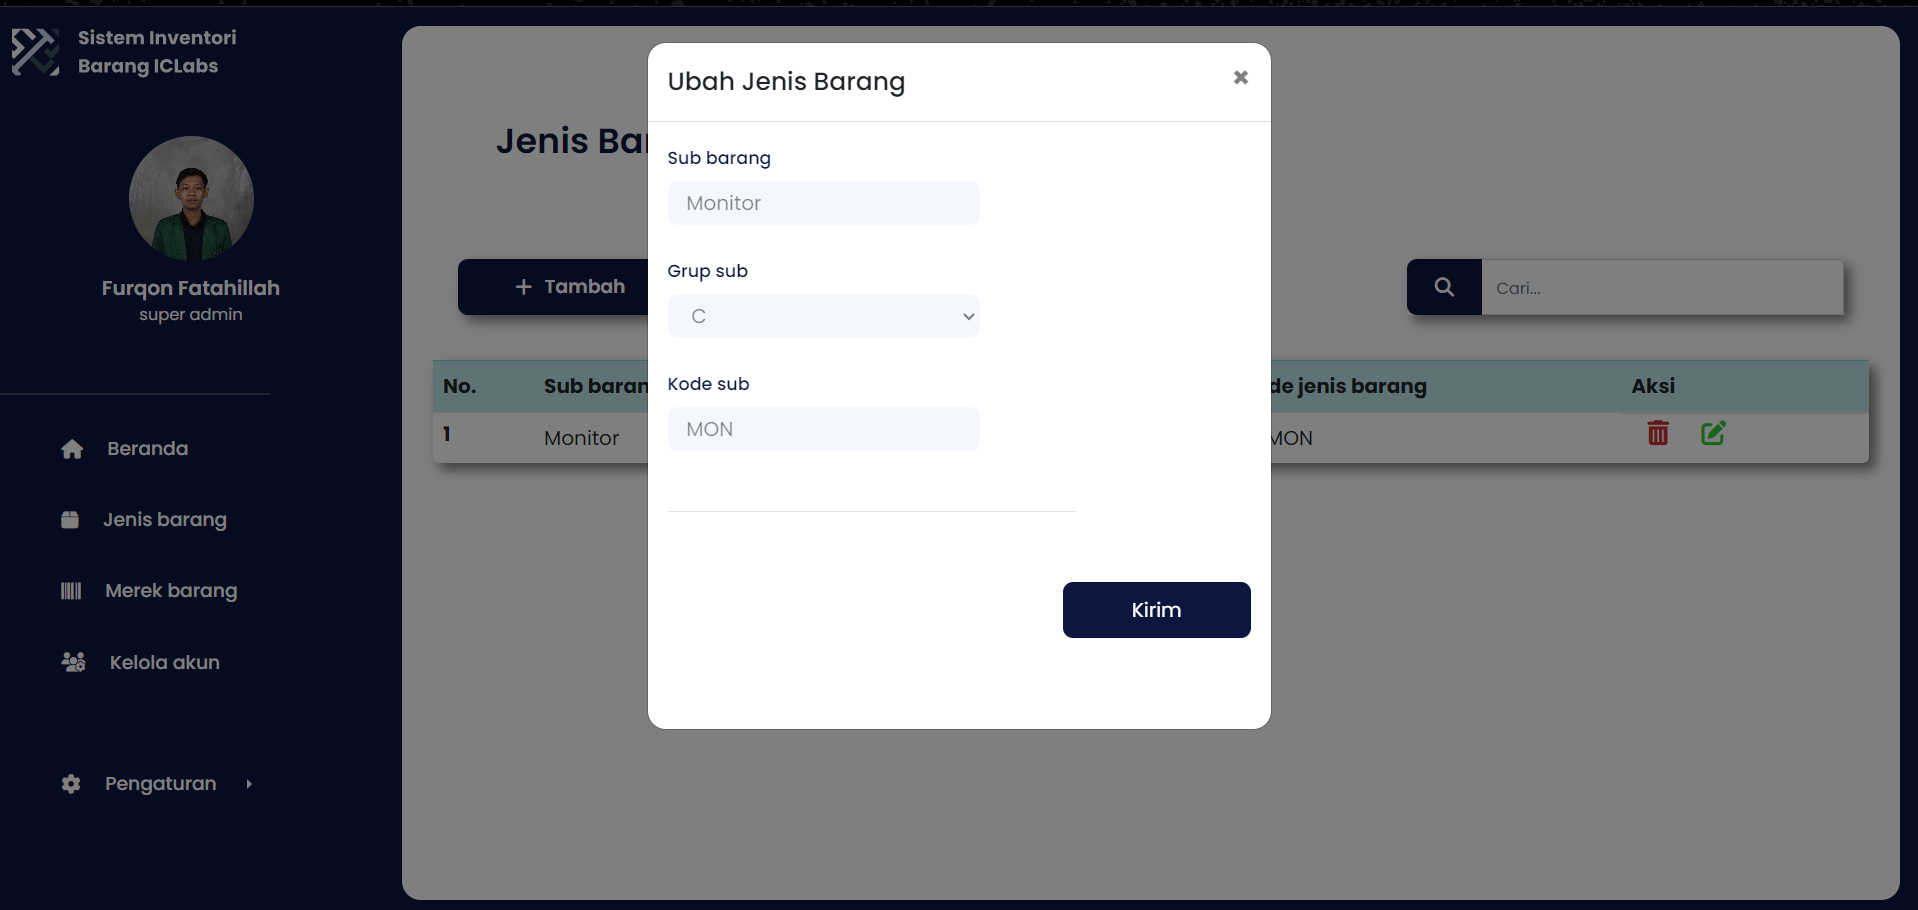 Sistem Inventori
Barang ICLabs
Furqon Fatahillah
super admin
Beranda
Jenis barang
Merek barang
Kelola akun
Pengaturan
Jenis Ba
+ Tambah
Cari...
No.
Sub baran
de jenis barang
Aksi
1
Monitor
MON
Ubah Jenis Barang
×
Sub barang
Monitor
Grup sub
C
Kode sub
MON
Kirim